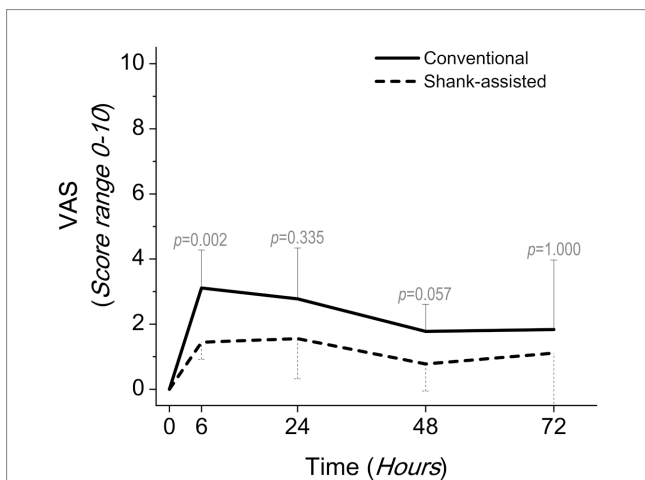 10
8
6
4
2
0
VAS
(Score range 0-10)
Conventional
Shank-assisted
p=0.002
p=0.335
p=0.057
p=1.000
0 6 24 48 72
Time (Hours)